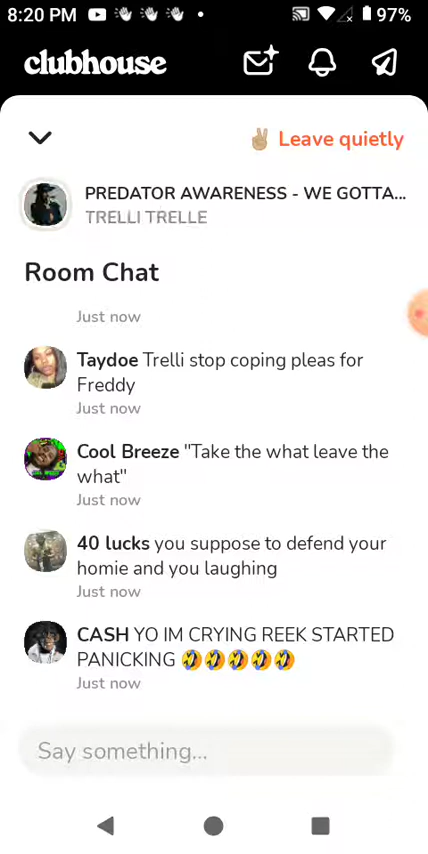 8:20 PM 97%
clubhouse
✌🏼 Leave quietly
PREDATOR AWARENESS - WE GOTTA...
TRELLI TRELLE
Room Chat
Just now
Taydoe Trelli stop coping pleas for
Freddy
Just now
Cool Breeze "Take the what leave the
what"
Just now
40 lucks you suppose to defend your
homie and you laughing
Just now
CASH YO IM CRYING REEK STARTED
PANICKING 🤣🤣🤣🤣🤣
Just now
Say something...